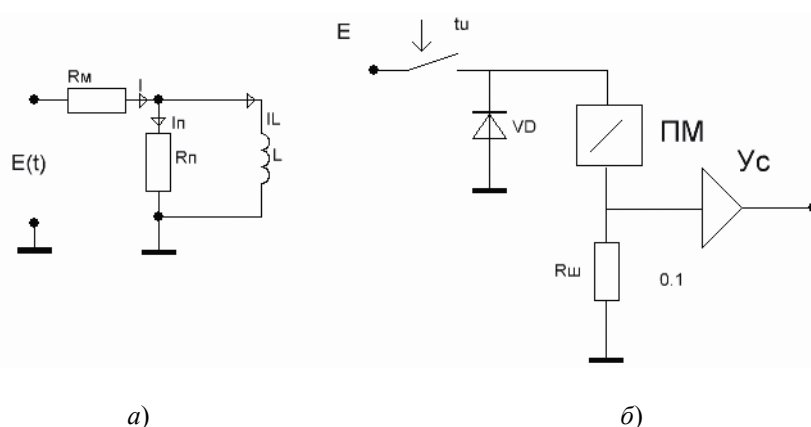 E tu
Rм I
Iп IL
Rп L
E(t)
VD
ПМ
Ус
Rш 0.1
а) б)